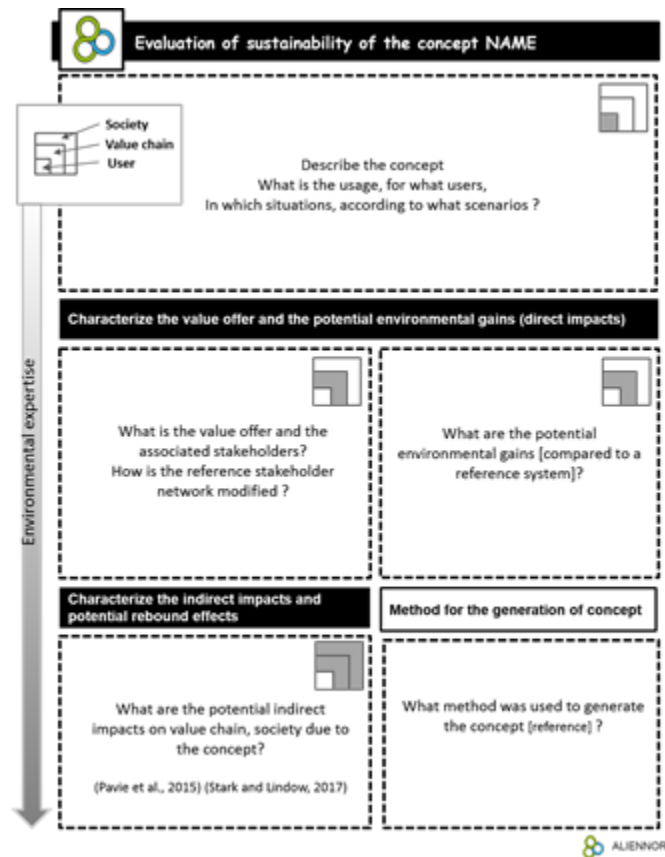 Evaluation of sustainability of the concept NAME
Society
Value chain
User
Describe the concept
What is the usage, for what users,
In which situations, according to what scenarios ?
Environmental expertise
Characterize the value offer and the potential environmental gains (direct impacts)
What is the value offer and the
associated stakeholders?
How is the reference stakeholder
network modified ?
What are the potential
environmental gains [compared to a
reference system]?
Characterize the indirect impacts and
potential rebound effects
Method for the generation of concept
What are the potential indirect
impacts on value chain, society due to
the concept?
(Pavie et al., 2015) (Stark and Lindow, 2017)
What method was used to generate
the concept [reference] ?
ALIENNOR